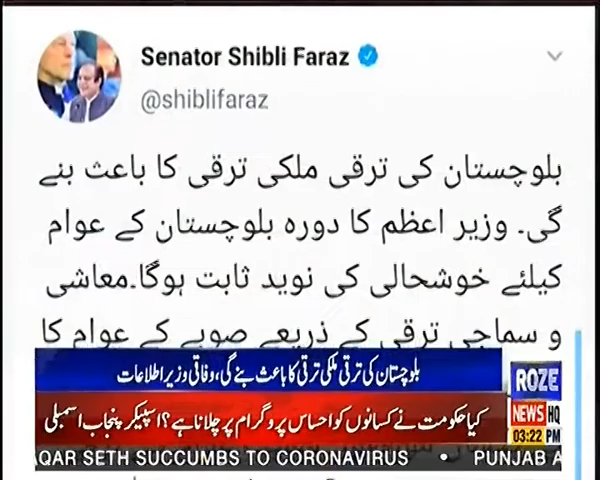 Senator Shibli Faraz
@shiblifaraz
بلوچستان کی ترقی ملکی ترقی کا باعث بنے
گی۔ وزیر اعظم کا دورہ بلوچستان کے عوام
کیلئے خوشحالی کی نوید ثابت ہوگا۔معاشی
و سماجی ترقی کے ذریعے صوبے کے عوام کا
بلوچستان کی ترقی ملکی ترقی کا باعث بنے گی، وفاقی وزیر اطلاعات
ROZE
کیا حکومت نے کسانوں کو احساس پروگرام پر چلانا ہے؟ اسپیکر پنجاب اسمبلی
NEWS HQ
03:22 PM
QAR SETH SUCCUMBS TO CORONAVIRUS • PUNJAB A